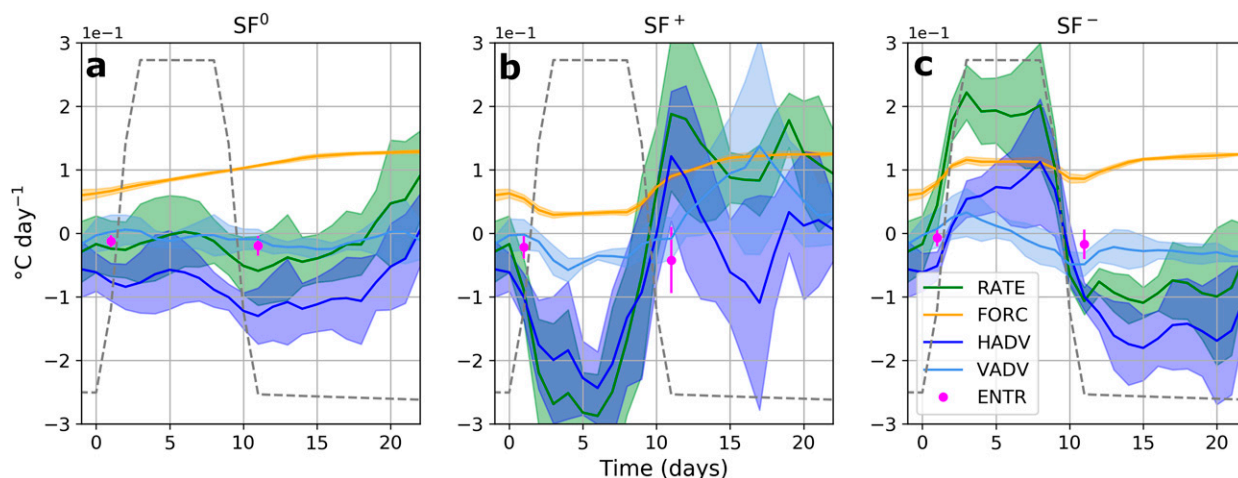 SF⁰ SF⁺ SF⁻
1e−1 1e−1 1e−1
a b c
°C day⁻¹
3 3 3
2 2 2
1 1 1
0 0 0
−1 −1 −1
−2 −2 −2
−3 −3 −3
RATE
FORC
HADV
VADV
ENTR
0 5 10 15 20 0 5 10 15 20 0 5 10 15 20
Time (days)